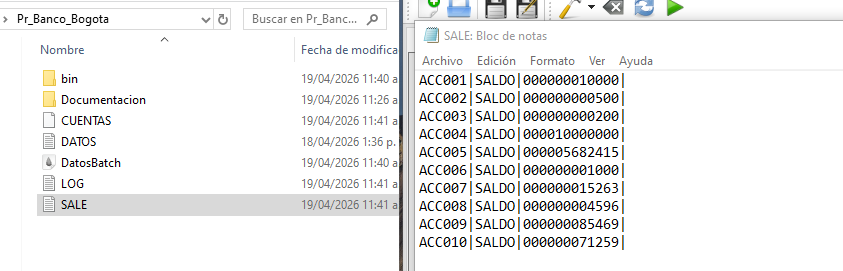 Pr_Banco_Bogota
Buscar en Pr_Banc...
Nombre
Fecha de modifica
bin
19/04/2026 11:40 a
Documentacion
19/04/2026 11:26 a
CUENTAS
19/04/2026 11:41 a
DATOS
18/04/2026 1:36 p.
DatosBatch
19/04/2026 11:40 a
LOG
19/04/2026 11:41 a
SALE
19/04/2026 11:41 a
SALE: Bloc de notas
Archivo Edición Formato Ver Ayuda
ACC001|SALDO|000000010000|
ACC002|SALDO|000000000500|
ACC003|SALDO|000000000200|
ACC004|SALDO|000010000000|
ACC005|SALDO|000005682415|
ACC006|SALDO|000000001000|
ACC007|SALDO|000000015263|
ACC008|SALDO|000000004596|
ACC009|SALDO|000000085469|
ACC010|SALDO|000000071259|